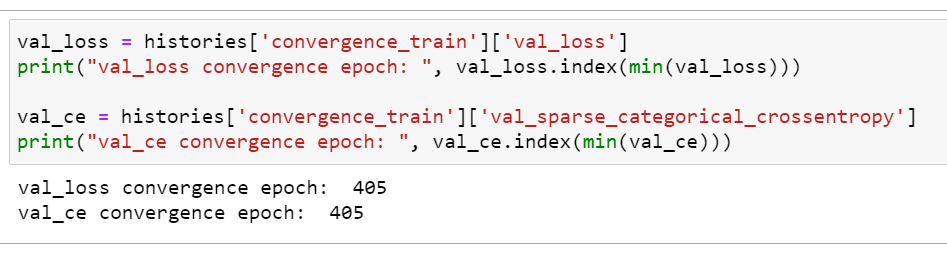 val_loss = histories['convergence_train']['val_loss']
print("val_loss convergence epoch: ", val_loss.index(min(val_loss)))
val_ce = histories['convergence_train']['val_sparse_categorical_crossentropy']
print("val_ce convergence epoch: ", val_ce.index(min(val_ce)))
val_loss convergence epoch:  405
val_ce convergence epoch:  405